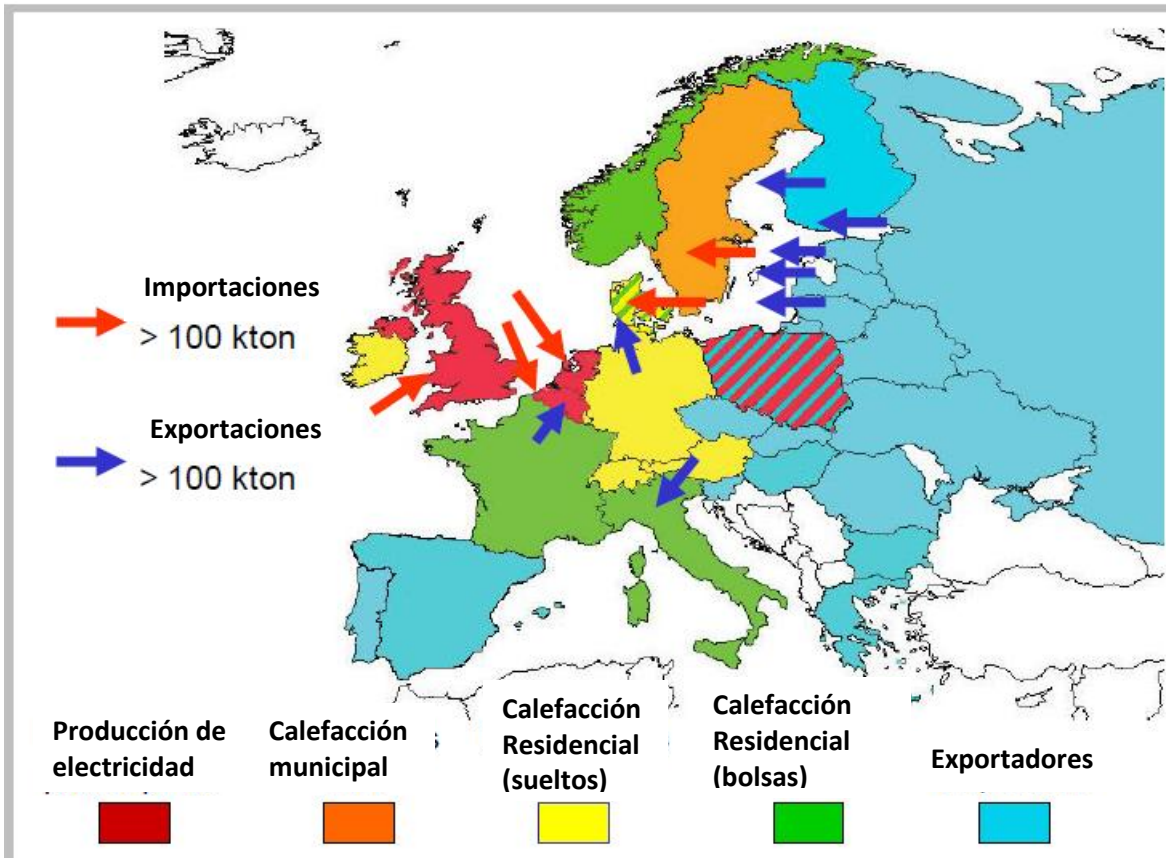 Importaciones
> 100 kton
Exportaciones
> 100 kton
Producción de
electricidad
Calefacción
municipal
Calefacción
Residencial
(sueltos)
Calefacción
Residencial
(bolsas)
Exportadores